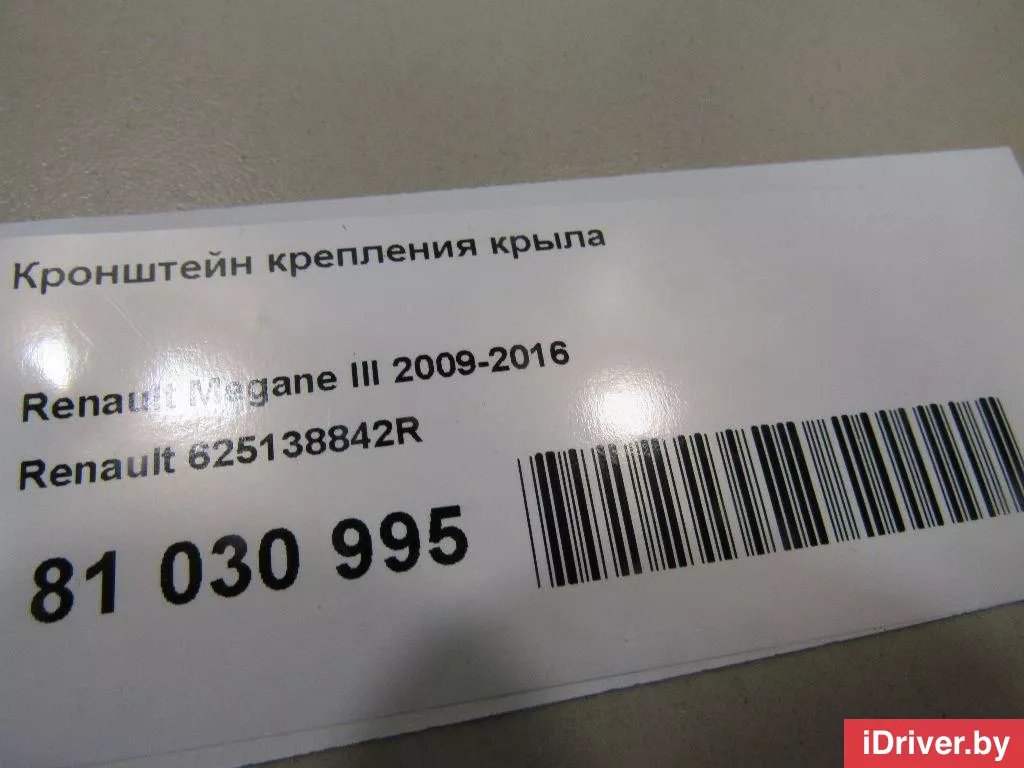 Кронштейн крепления крыла
Renault Megane III 2009-2016
Renault 625138842R
81 030 995
iDriver.by